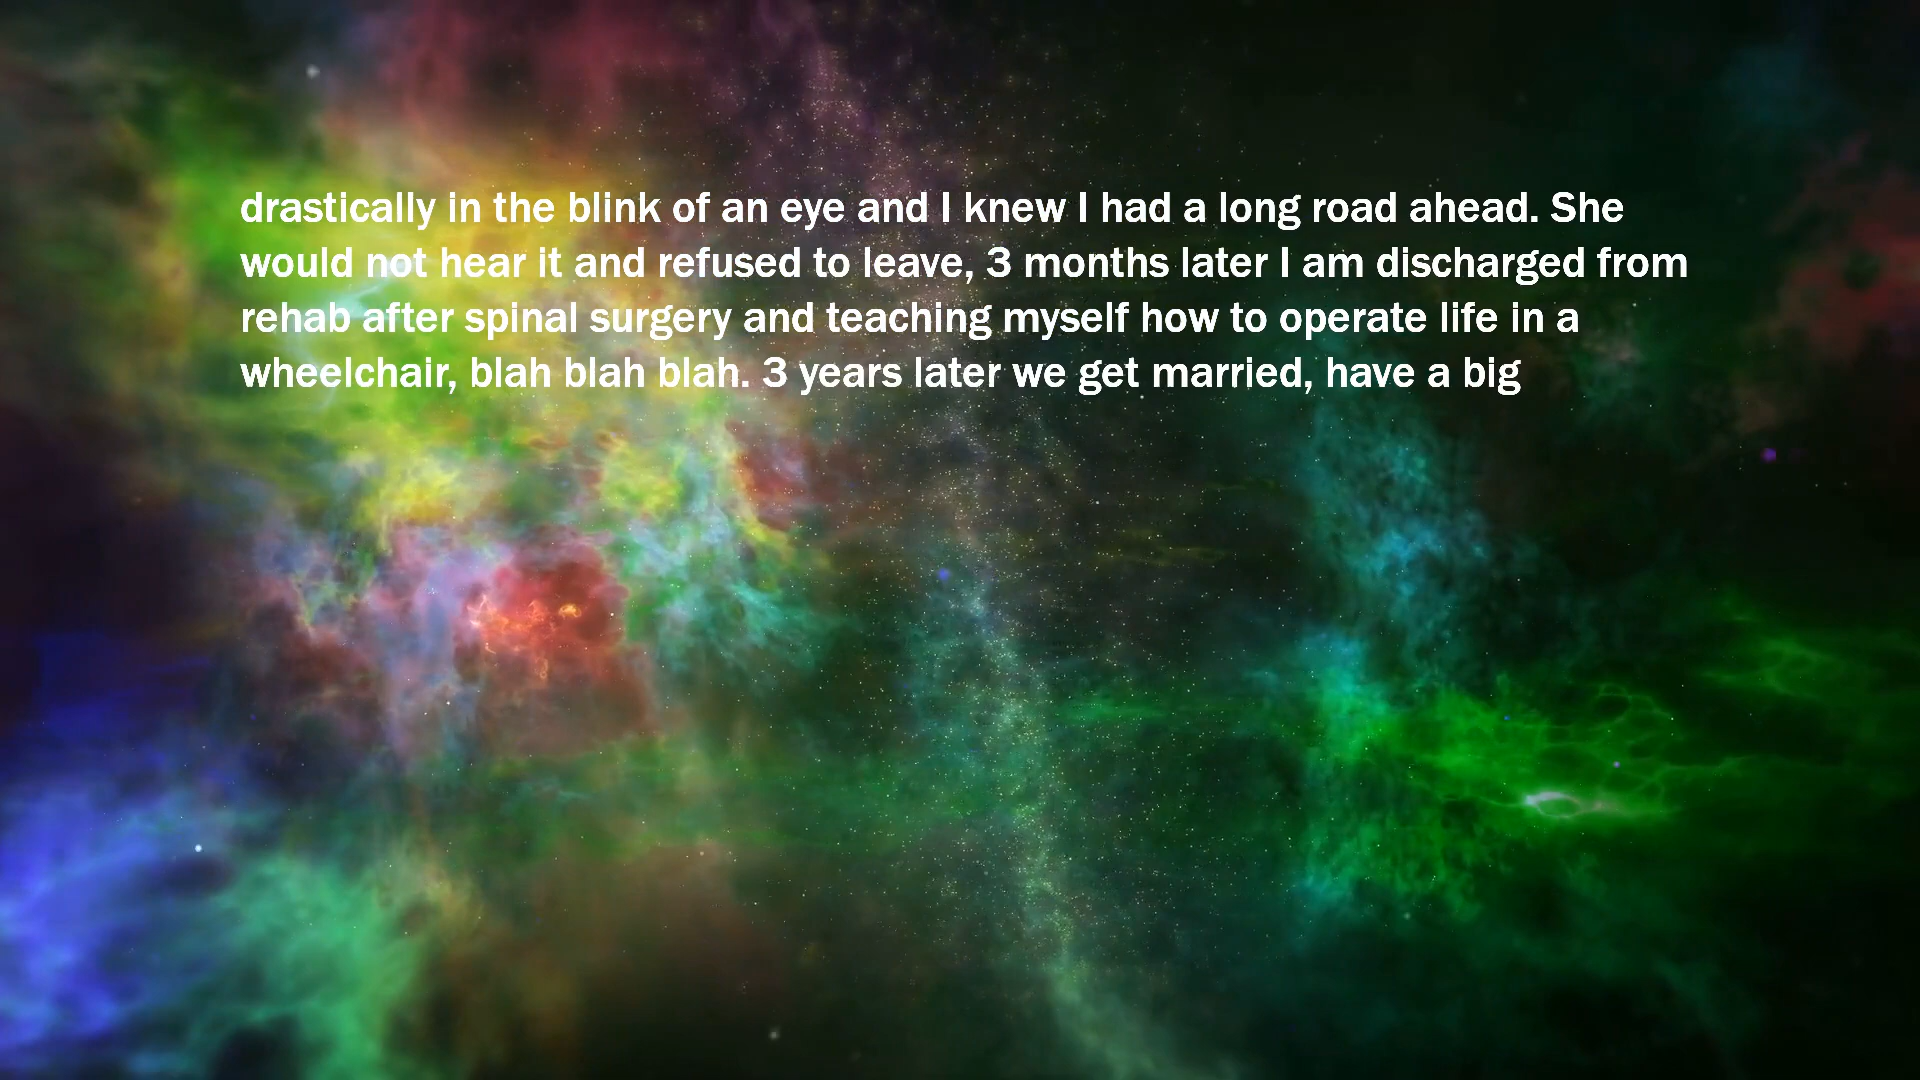 drastically in the blink of an eye and I knew I had a long road ahead. She
would not hear it and refused to leave, 3 months later I am discharged from
rehab after spinal surgery and teaching myself how to operate life in a
wheelchair, blah blah blah. 3 years later we get married, have a big